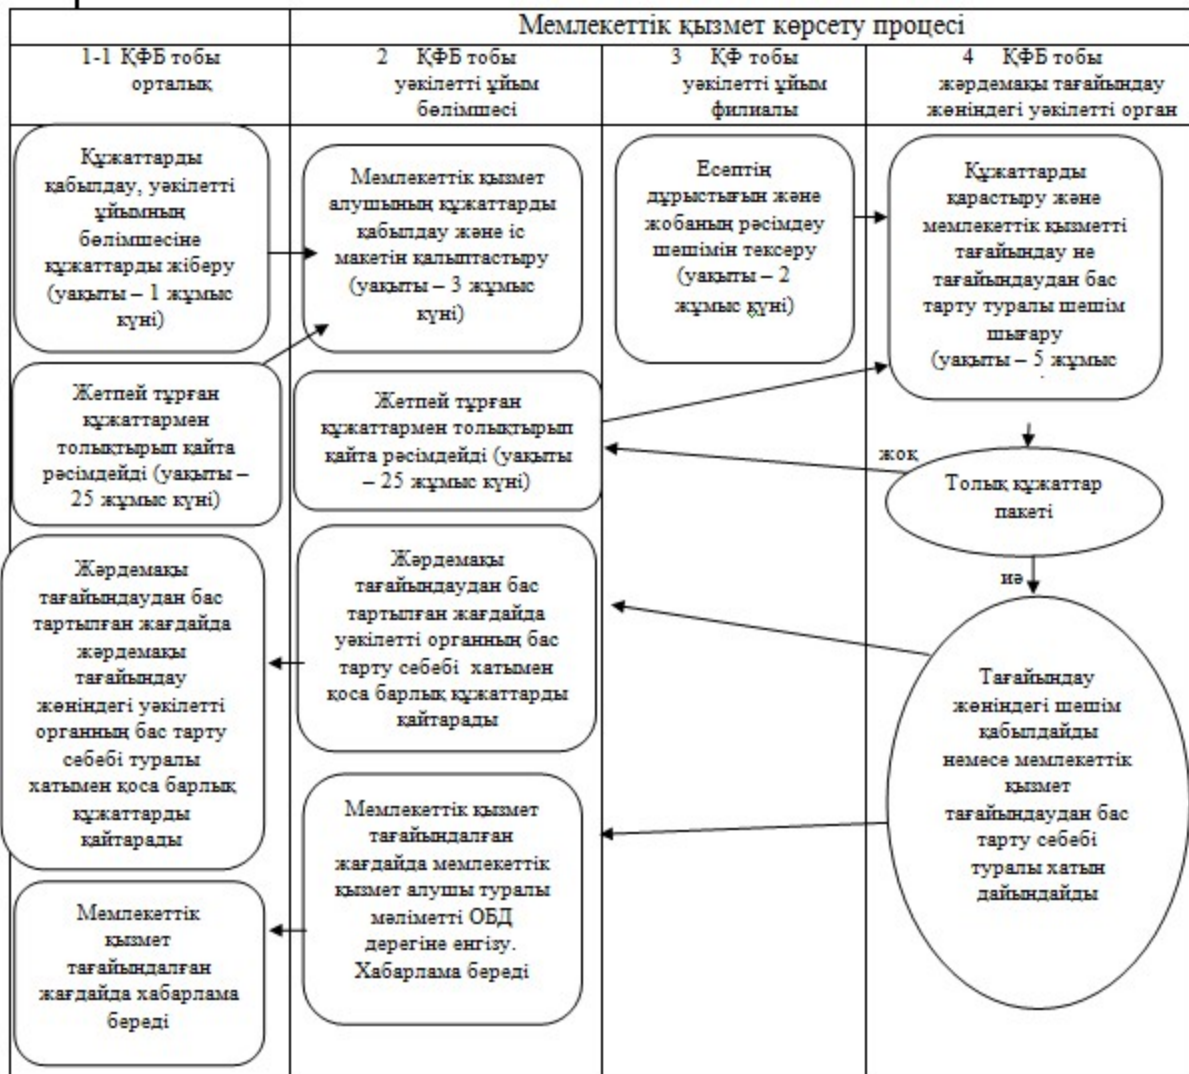 Мемлекеттік қызмет көрсету процесі
1-1 ҚФБ тобы
орталық
2 ҚФБ тобы
уәкілетті ұйым
бөлімшесі
3 ҚФ тобы
уәкілетті ұйым
филиалы
4 ҚФБ тобы
жәрдемақы тағайындау
жөніндегі уәкілетті орган
Құжаттарды
қабылдау, уәкілетті
ұйымның
бөлімшесіне
құжаттарды жіберу
(уақыты – 1 жұмыс
күні)
Мемлекеттік қызмет
алушының құжаттарды
қабылдау және іс
макетін қалыптастыру
(уақыты – 3 жұмыс
күні)
Есептің
дұрыстығын және
жобаның рәсімдеу
шешімін тексеру
(уақыты – 2
жұмыс күні)
Құжаттарды
қарастыру және
мемлекеттік қызметті
тағайындау не
тағайындаудан бас
тарту туралы шешім
шығару
(уақыты – 5 жұмыс
Жетпей тұрған
құжаттармен
толықтырып қайта
рәсімдейді (уақыты –
25 жұмыс күні)
Жетпей тұрған
құжаттармен толықтырып
қайта рәсімдейді (уақыты
– 25 жұмыс күні)
жоқ
Толық құжаттар
пакеті
иә
Жәрдемақы
тағайындаудан бас
тартылған жағдайда
жәрдемақы
тағайындау
жөніндегі уәкілетті
органның бас тарту
себебі туралы
хатымен қоса барлық
құжаттарды
қайтарады
Жәрдемақы
тағайындаудан бас
тартылған жағдайда
уәкілетті органның бас
тарту себебі хатымен
қоса барлық құжаттарды
қайтарады
Тағайындау
жөніндегі шешім
қабылдайды
немесе мемлекеттік
қызмет
тағайындаудан бас
тарту себебі
туралы хатын
дайындайды
Мемлекеттік қызмет
тағайындалған
жағдайда мемлекеттік
қызмет алушы туралы
мәліметті ОБД
дерегіне енгізу.
Хабарлама береді
Мемлекеттік
қызмет
тағайындалған
жағдайда хабарлама
береді